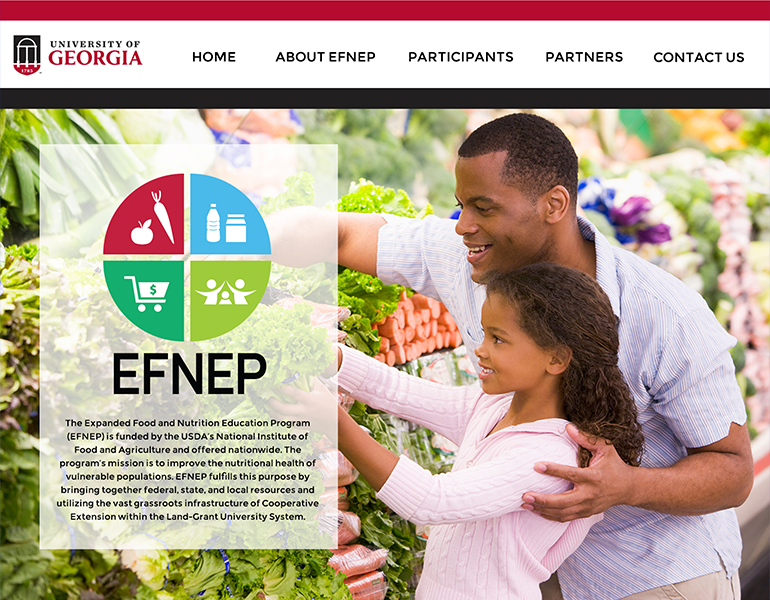 UNIVERSITY OF
GEORGIA
1785
HOME ABOUT EFNEP PARTICIPANTS PARTNERS CONTACT US
$
EFNEP
The Expanded Food and Nutrition Education Program
(EFNEP) is funded by the USDA's National Institute of
Food and Agriculture and offered nationwide. The
program's mission is to improve the nutritional health of
vulnerable populations. EFNEP fulfills this purpose by
bringing together federal, state, and local resources and
utilizing the vast grassroots infrastructure of Cooperative
Extension within the Land-Grant University System.